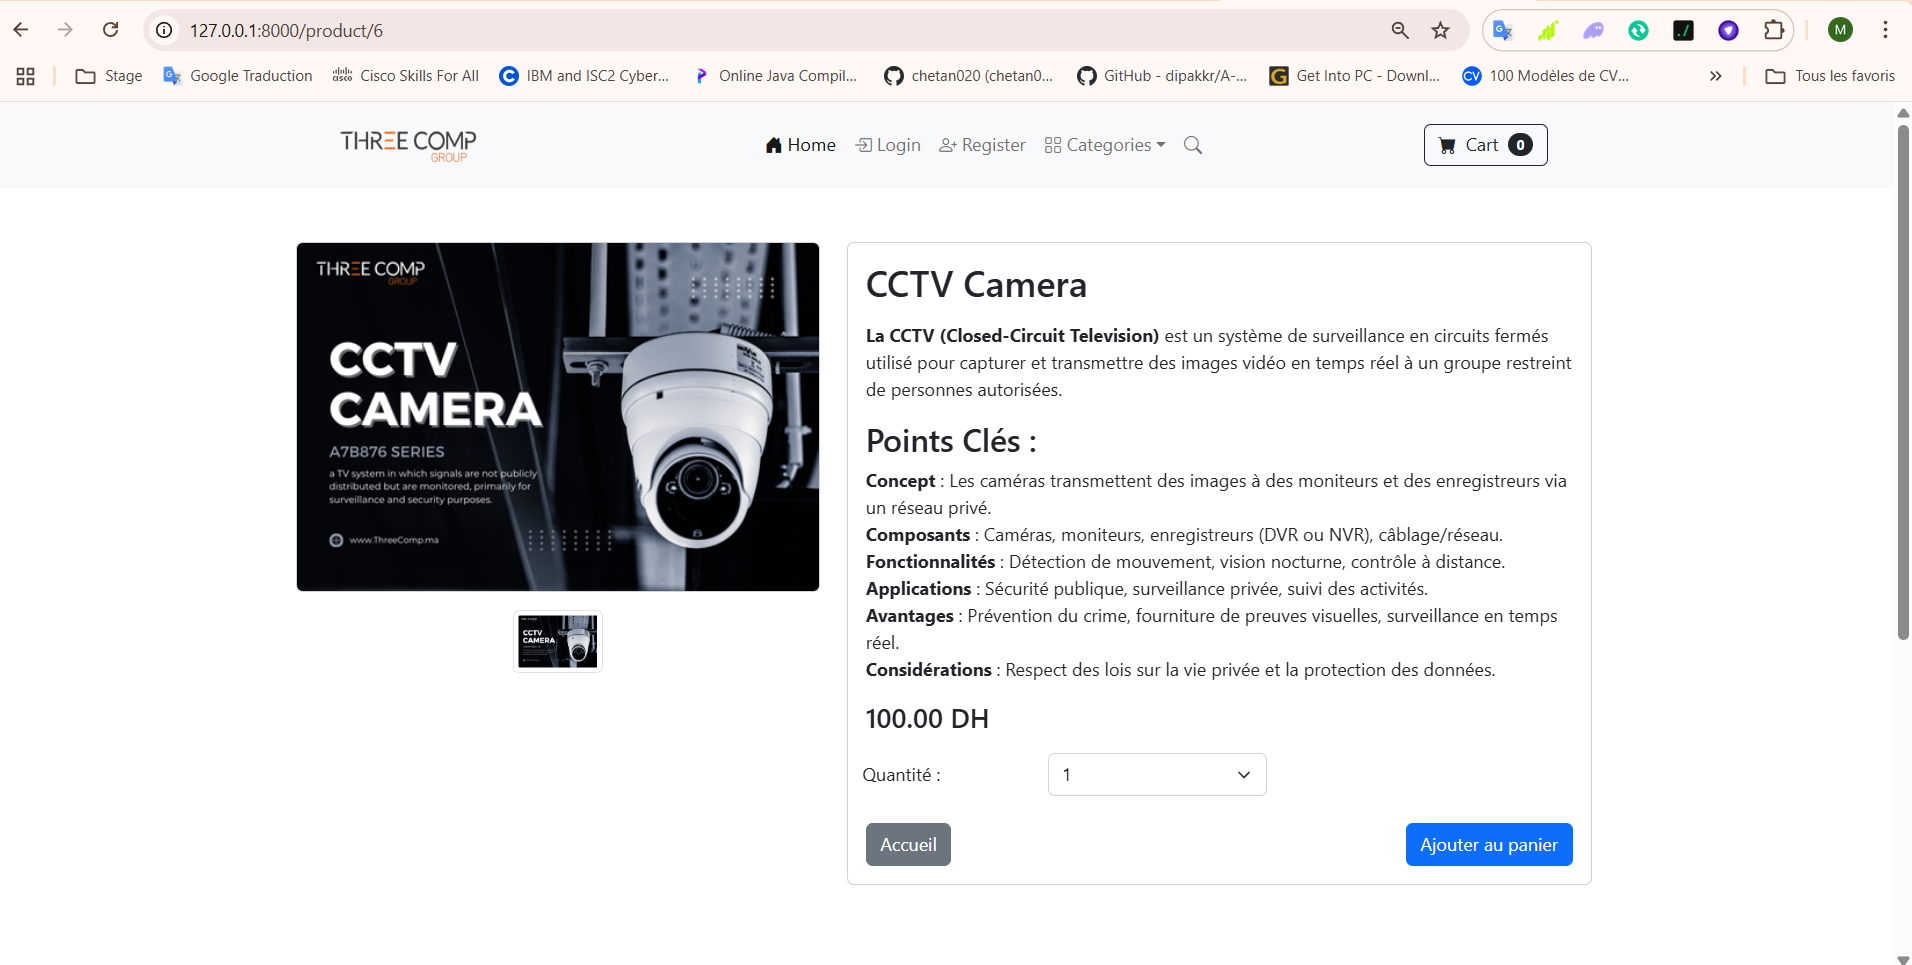 127.0.0.1:8000/product/6
M
Stage
Google Traduction
Cisco Skills For All
IBM and ISC2 Cyber...
Online Java Compil...
chetan020 (chetan0...
GitHub - dipakkr/A-...
Get Into PC - Downl...
CV
100 Modèles de CV...
»
Tous les favoris
THREE COMP
GROUP
Home
Login
Register
Categories
Cart 0
THREE COMP
GROUP
CCTV
CAMERA
A7B876 SERIES
a TV system in which signals are not publicly
distributed but are monitored, primarily for
surveillance and security purposes.
www.ThreeComp.ma
CCTV
CAMERA
CCTV Camera
La CCTV (Closed-Circuit Television) est un système de surveillance en circuits fermés
utilisé pour capturer et transmettre des images vidéo en temps réel à un groupe restreint
de personnes autorisées.
Points Clés :
Concept : Les caméras transmettent des images à des moniteurs et des enregistreurs via
un réseau privé.
Composants : Caméras, moniteurs, enregistreurs (DVR ou NVR), câblage/réseau.
Fonctionnalités : Détection de mouvement, vision nocturne, contrôle à distance.
Applications : Sécurité publique, surveillance privée, suivi des activités.
Avantages : Prévention du crime, fourniture de preuves visuelles, surveillance en temps
réel.
Considérations : Respect des lois sur la vie privée et la protection des données.
100.00 DH
Quantité :
1
Accueil
Ajouter au panier